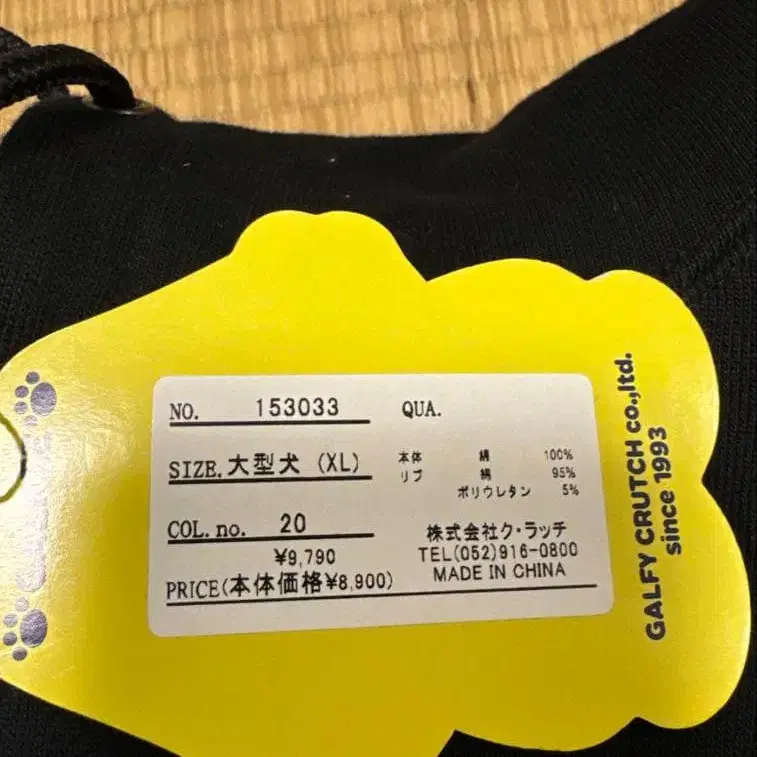 NO. 153033
SIZE. 大型犬 (XL)
COL. no. 20
¥9,790
PRICE(本体価格¥8,900)
QUA.
本体 綿 100%
リブ 綿 95%
ポリウレタン 5%
株式会社ク・ラッチ
TEL(052)916-0800
MADE IN CHINA
GALFY CRUTCH co.,ltd.
since 1993